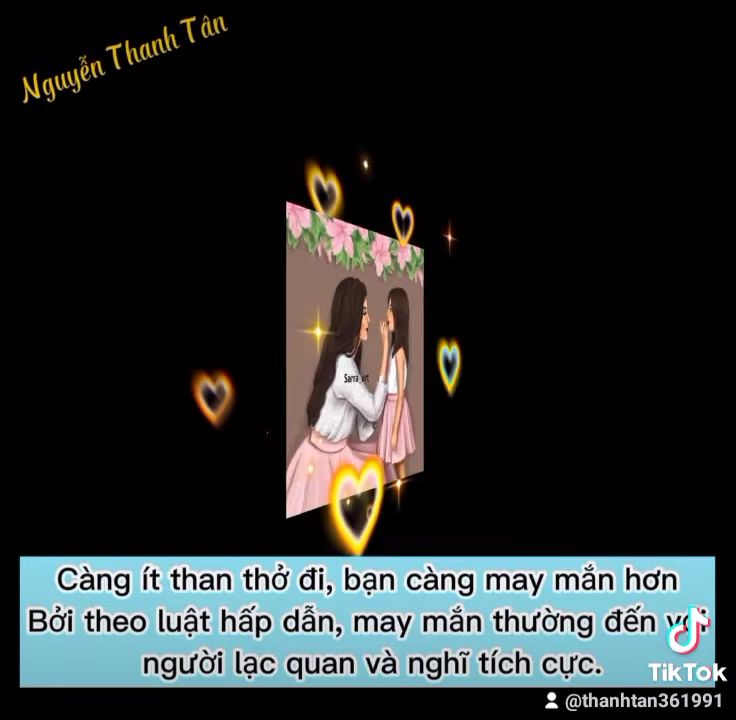 Nguyễn Thanh Tân
Càng ít than thở đi, bạn càng may mắn hơn
Bởi theo luật hấp dẫn, may mắn thường đến với
người lạc quan và nghĩ tích cực.
TikTok
@thanhtan361991